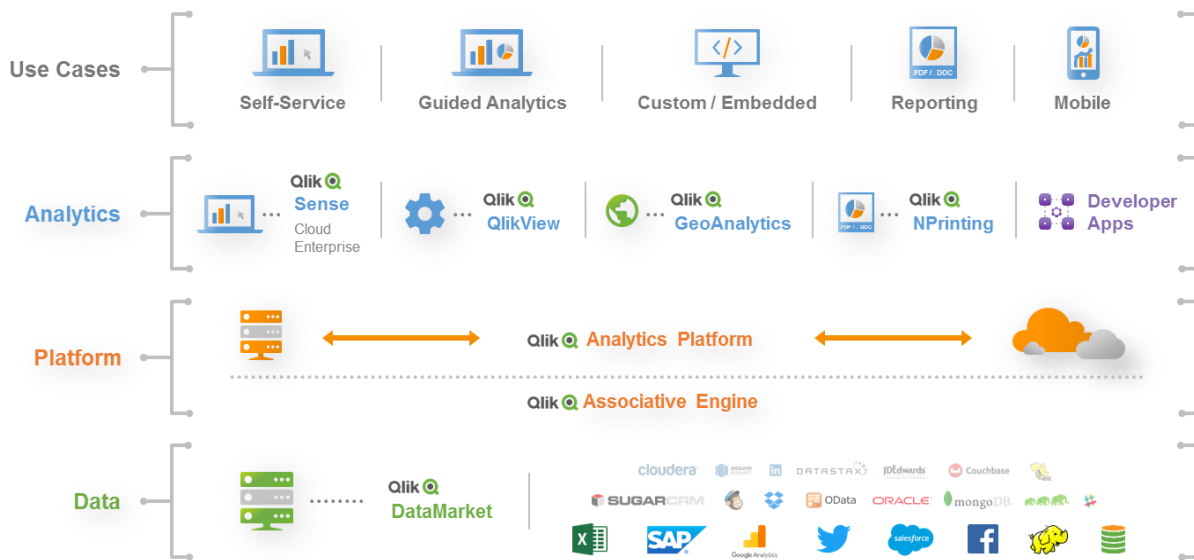 Use Cases
Self-Service
Guided Analytics
Custom / Embedded
.PDF / .DOC
Reporting
Mobile
Analytics
Qlik
Sense
Cloud
Enterprise
Qlik
QlikView
Qlik
GeoAnalytics
.PDF / .DOC
Qlik
NPrinting
Developer
Apps
Platform
Qlik Analytics Platform
Qlik Associative Engine
Data
Qlik
DataMarket
cloudera
amazon
in
DATASTAX
JDEdwards
Couchbase
SUGARCRM
OData
ORACLE
mongoDB
X
SAP
Google Analytics
salesforce
f